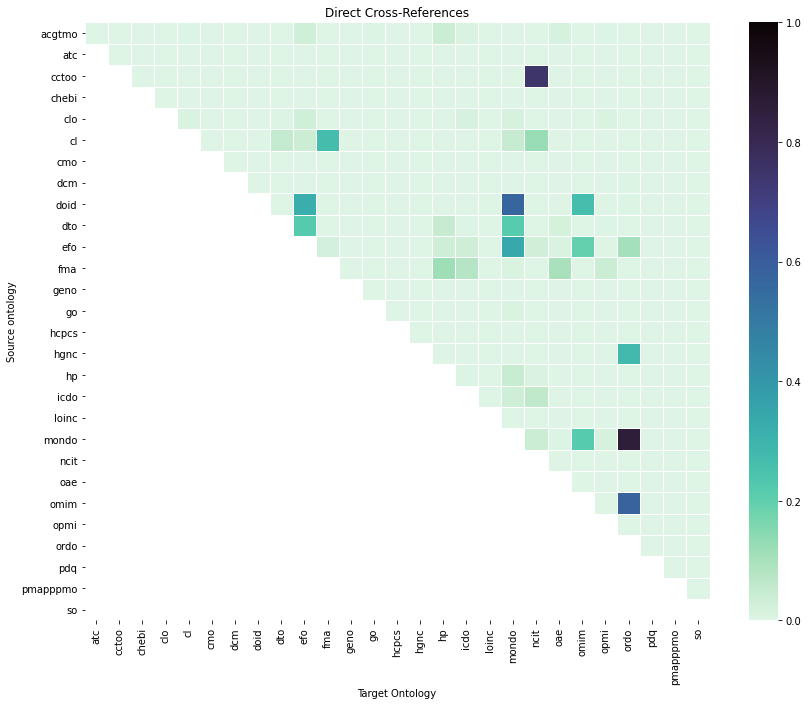 Direct Cross-References
Source ontology
acgtmo
atc
cctoo
chebi
clo
cl
cmo
dcm
doid
dto
efo
fma
geno
go
hcpcs
hgnc
hp
icdo
loinc
mondo
ncit
oae
omim
opmi
ordo
pdq
pmapppmo
so
atc
cctoo
chebi
clo
cl
cmo
dcm
doid
dto
efo
fma
geno
go
hcpcs
hgnc
hp
icdo
loinc
mondo
ncit
oae
omim
opmi
ordo
pdq
pmapppmo
so
Target Ontology
1.0
0.8
0.6
0.4
0.2
0.0